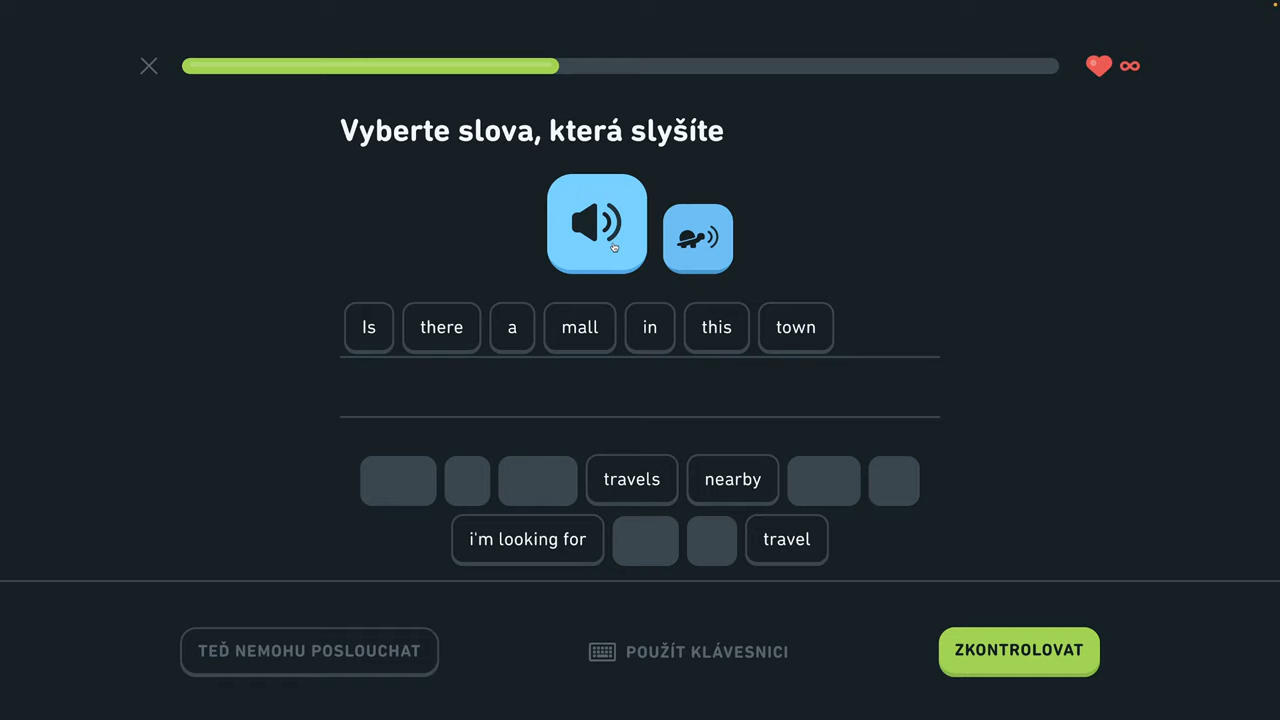 Vyberte slova, která slyšíte
Is there a mall in this town
travels nearby
i'm looking for travel
TEĎ NEMOHU POSLOUCHAT POUŽÍT KLÁVESNICI ZKONTROLOVAT